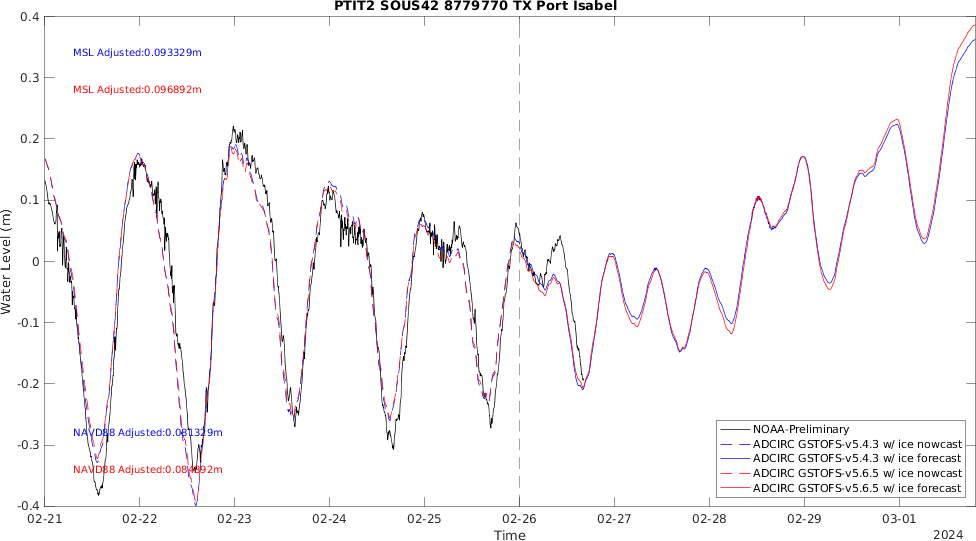 PTIT2 SOUS42 8779770 TX Port Isabel
0.4
MSL Adjusted:0.093329m
0.3
MSL Adjusted:0.096892m
0.2
0.1
0
-0.1
-0.2
-0.3
-0.4
Water Level (m)
NAVD88 Adjusted:0.081329m
NAVD88 Adjusted:0.084892m
NOAA-Preliminary
ADCIRC GSTOFS-v5.4.3 w/ ice nowcast
ADCIRC GSTOFS-v5.4.3 w/ ice forecast
ADCIRC GSTOFS-v5.6.5 w/ ice nowcast
ADCIRC GSTOFS-v5.6.5 w/ ice forecast
02-21 02-22 02-23 02-24 02-25 02-26 02-27 02-28 02-29 03-01
Time
2024